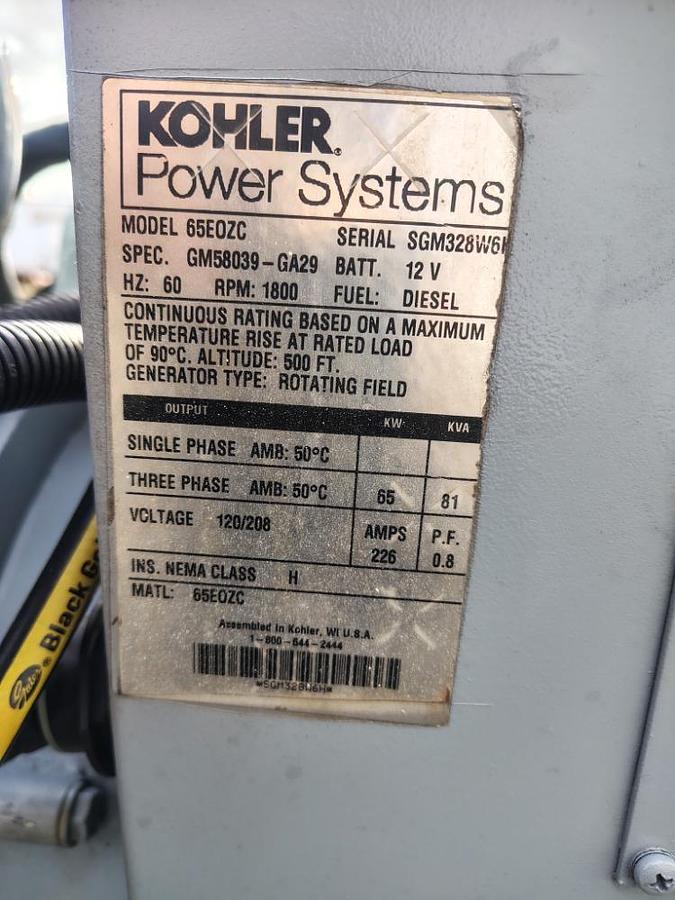 KOHLER®
Power Systems
MODEL 65EOZC SERIAL SGM328W6H
SPEC. GM58039-GA29 BATT. 12 V
HZ: 60 RPM: 1800 FUEL: DIESEL
CONTINUOUS RATING BASED ON A MAXIMUM
TEMPERATURE RISE AT RATED LOAD
OF 90°C. ALTITUDE: 500 FT.
GENERATOR TYPE: ROTATING FIELD
OUTPUT KW KVA
SINGLE PHASE AMB: 50°C
THREE PHASE AMB: 50°C 65 81
VOLTAGE 120/208 AMPS P.F.
226 0.8
INS. NEMA CLASS H
MATL: 65EOZC
Assembled in Kohler, WI U.S.A.
1-800-544-2444
*SGM328W6H*
Gates ® Black Go